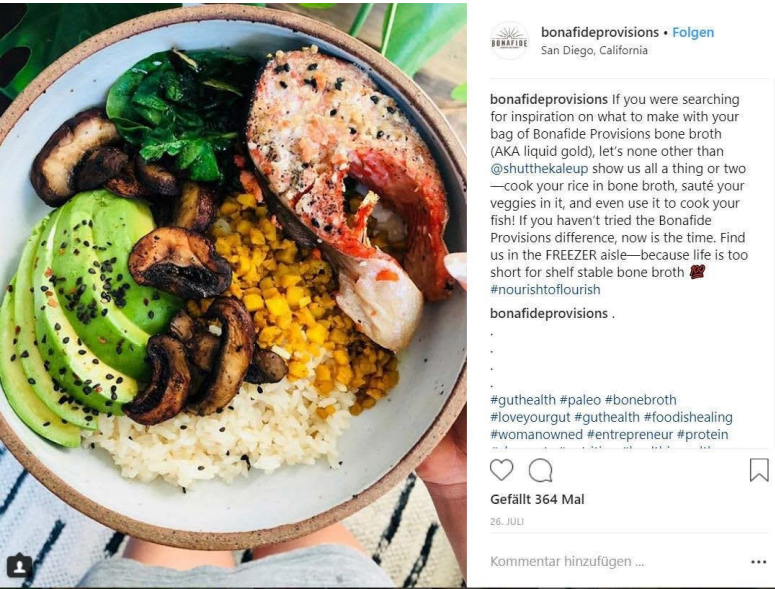 BONAFIDE
bonafideprovisions • Folgen
San Diego, California
bonafideprovisions If you were searching
for inspiration on what to make with your
bag of Bonafide Provisions bone broth
(AKA liquid gold), let's none other than
@shutthekaleup show us all a thing or two
—cook your rice in bone broth, sauté your
veggies in it, and even use it to cook your
fish! If you haven't tried the Bonafide
Provisions difference, now is the time. Find
us in the FREEZER aisle—because life is too
short for shelf stable bone broth 💯
#nourishtoflourish
bonafideprovisions .
.
.
.
.
#guthealth #paleo #bonebroth
#loveyourgut #guthealth #foodishealing
#womanowned #entrepreneur #protein
Gefällt 364 Mal
26. JULI
Kommentar hinzufügen ...